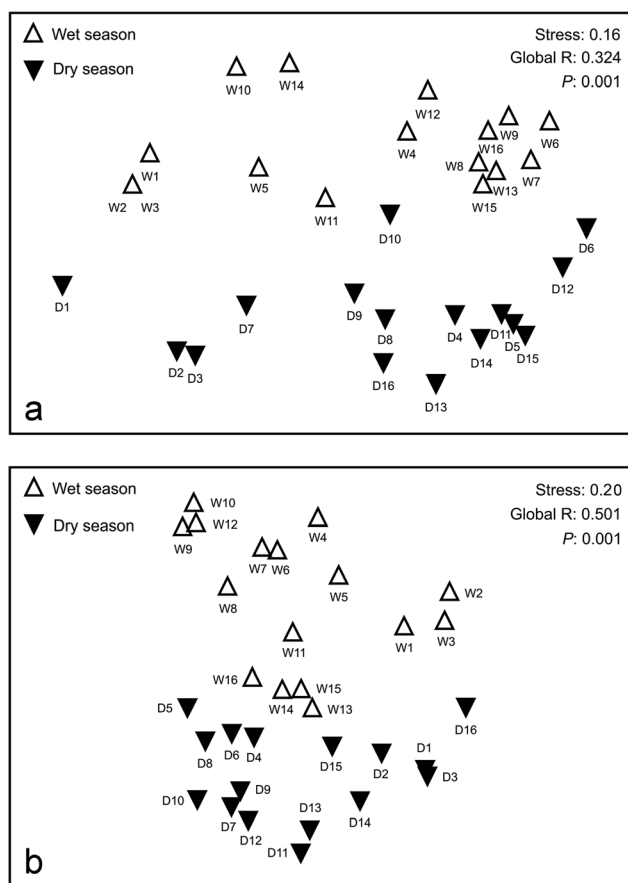 Wet season
Dry season
Stress: 0.16
Global R: 0.324
P: 0.001
W10
W14
W12
W4
W9
W6
W16
W1
W8
W7
W5
W13
W2
W3
W15
W11
D10
D6
D12
D1
D7
D9
D8
D4
D11
D5
D2
D3
D14
D15
D16
D13
a
Wet season
Dry season
Stress: 0.20
Global R: 0.501
P: 0.001
W10
W12
W9
W4
W7
W6
W5
W8
W2
W11
W1
W3
W16
W14
W15
W13
D5
D16
D8
D6
D4
D15
D2
D1
D3
D10
D9
D7
D12
D13
D14
D11
b